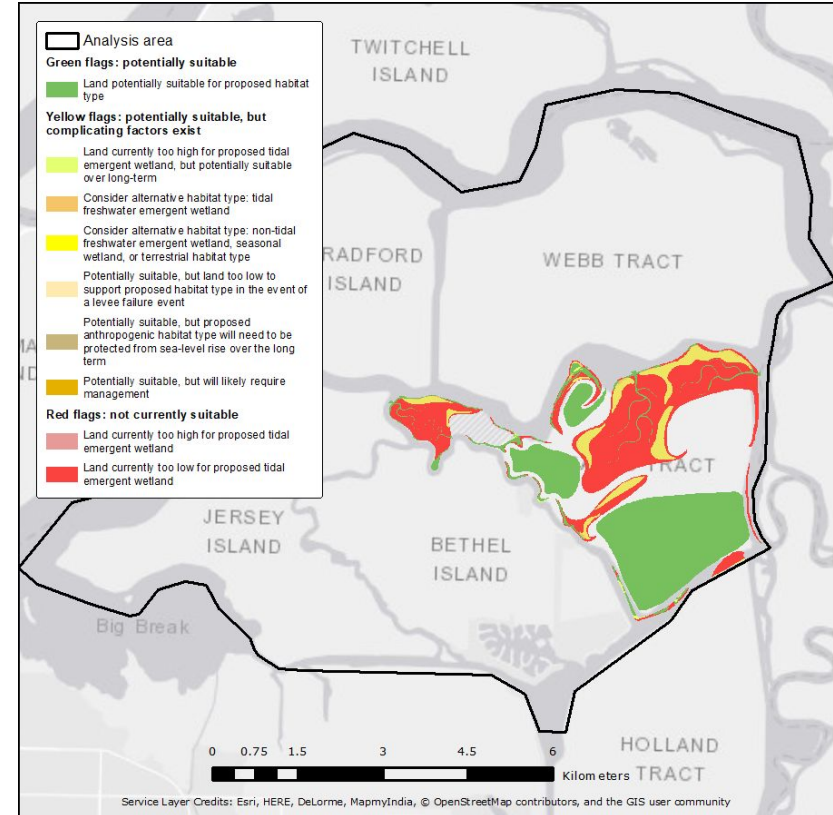 Analysis area
Green flags: potentially suitable
Land potentially suitable for proposed habitat
type
Yellow flags: potentially suitable, but
complicating factors exist
Land currently too high for proposed tidal
emergent wetland, but potentially suitable
over long-term
Consider alternative habitat type: tidal
freshwater emergent wetland
Consider alternative habitat type: non-tidal
freshwater emergent wetland, seasonal
wetland, or terrestrial habitat type
Potentially suitable, but land too low to
support proposed habitat type in the event of
a levee failure event
Potentially suitable, but proposed
anthropogenic habitat type will need to be
protected from sea-level rise over the long
term
Potentially suitable, but will likely require
management
Red flags: not currently suitable
Land currently too high for proposed tidal
emergent wetland
Land currently too low for proposed tidal
emergent wetland
TWITCHELL
ISLAND
RADFORD
ISLAND
WEBB TRACT
TRACT
JERSEY
ISLAND
BETHEL
ISLAND
Big Break
HOLLAND
TRACT
0 0.75 1.5 3 4.5 6
Kilometers
Service Layer Credits: Esri, HERE, DeLorme, MapmyIndia, © OpenStreetMap contributors, and the GIS user community